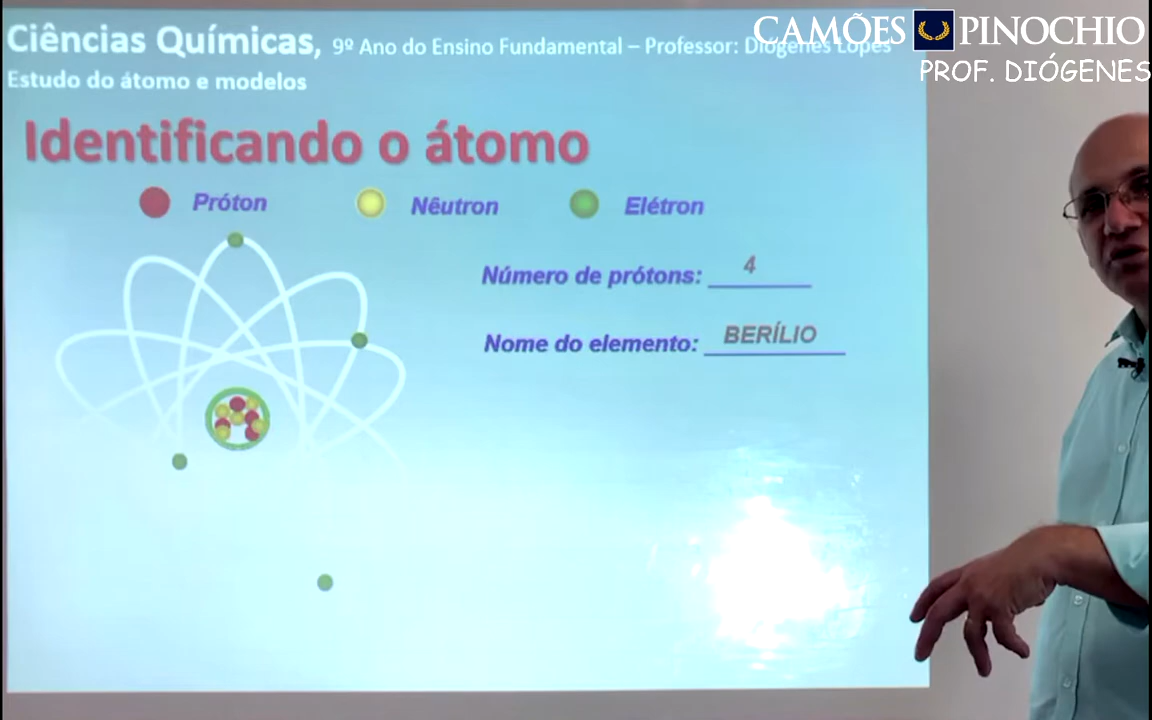 CAMÕES PINOCHIO
PROF. DIÓGENES
Ciências Químicas, 9º Ano do Ensino Fundamental – Professor: Diógenes Lopes
Estudo do átomo e modelos
Identificando o átomo
Próton Nêutron Elétron
Número de prótons: 4
Nome do elemento: BERÍLIO